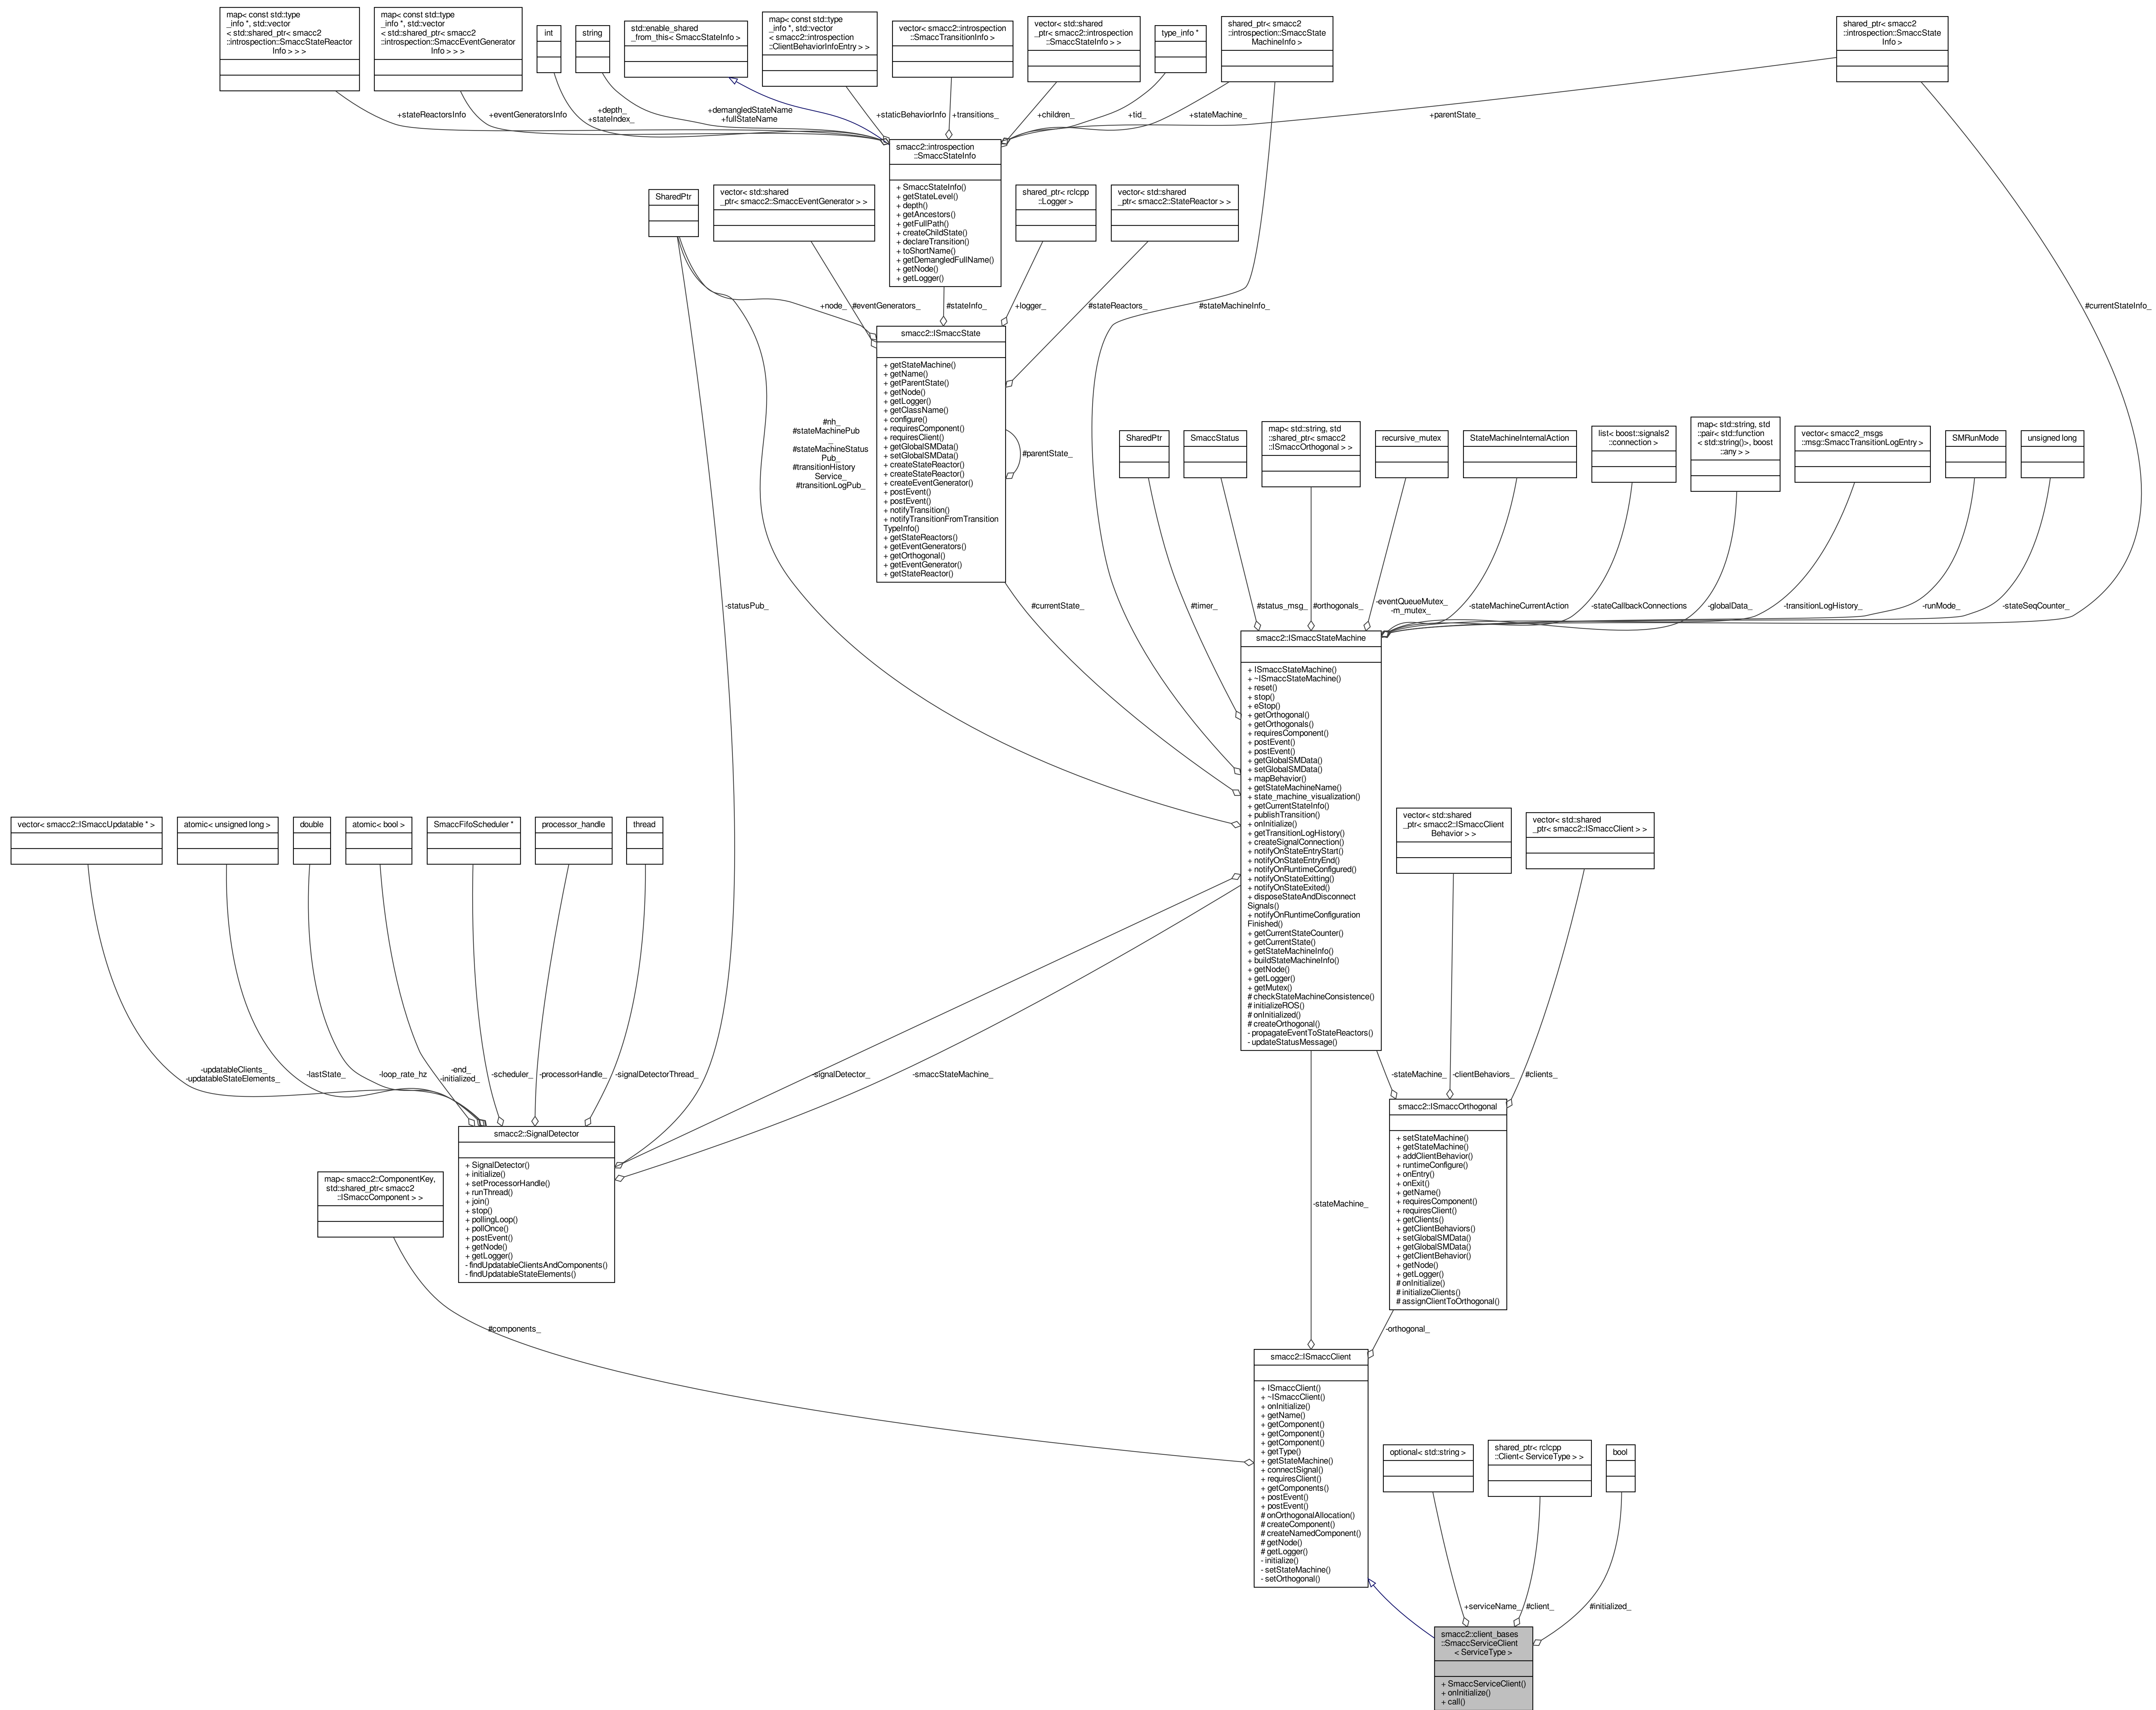 map< const std::type
_info *, std::vector
< std::shared_ptr< smacc2
::introspection::SmaccStateReactor
Info > > >
map< const std::type
_info *, std::vector
< std::shared_ptr< smacc2
::introspection::SmaccEventGenerator
Info > > >
int
string
std::enable_shared
_from_this< SmaccStateInfo >
map< const std::type
_info *, std::vector
< smacc2::introspection
::ClientBehaviorInfoEntry > >
vector< smacc2::introspection
::SmaccTransitionInfo >
vector< std::shared
_ptr< smacc2::introspection
::SmaccStateInfo > >
type_info *
shared_ptr< smacc2
::introspection::SmaccState
MachineInfo >
shared_ptr< smacc2
::introspection::SmaccState
Info >
+stateReactorsInfo
+eventGeneratorsInfo
+depth_
+stateIndex_
+demangledStateName
+fullStateName
+staticBehaviorInfo
+transitions_
+children_
+tid_
+stateMachine_
+parentState_
smacc2::introspection
::SmaccStateInfo
+ SmaccStateInfo()
+ getStateLevel()
+ depth()
+ getAncestors()
+ getFullPath()
+ createChildState()
+ declareTransition()
+ toShortName()
+ getDemangledFullName()
+ getNode()
+ getLogger()
SharedPtr
vector< std::shared
_ptr< smacc2::SmaccEventGenerator > >
shared_ptr< rclcpp
::Logger >
vector< std::shared
_ptr< smacc2::StateReactor > >
+node_
#eventGenerators_
#stateInfo_
+logger_
#stateReactors_
#stateMachineInfo_
#currentStateInfo_
smacc2::ISmaccState
+ getStateMachine()
+ getName()
+ getParentState()
+ getNode()
+ getLogger()
+ getClassName()
+ configure()
+ requiresComponent()
+ requiresClient()
+ getGlobalSMData()
+ setGlobalSMData()
+ createStateReactor()
+ createStateReactor()
+ createEventGenerator()
+ postEvent()
+ postEvent()
+ notifyTransition()
+ notifyTransitionFromTransition
TypeInfo()
+ getStateReactors()
+ getEventGenerators()
+ getOrthogonal()
+ getEventGenerator()
+ getStateReactor()
#parentState_
#nh_
#stateMachinePub
_
#stateMachineStatus
Pub_
#transitionHistory
Service_
#transitionLogPub_
SharedPtr
SmaccStatus
map< std::string, std
::shared_ptr< smacc2
::ISmaccOrthogonal > >
recursive_mutex
StateMachineInternalAction
list< boost::signals2
::connection >
map< std::string, std
::pair< std::function
< std::string()>, boost
::any > >
vector< smacc2_msgs
::msg::SmaccTransitionLogEntry >
SMRunMode
unsigned long
-statusPub_
#currentState_
#timer_
#status_msg_
#orthogonals_
-eventQueueMutex_
-m_mutex_
-stateMachineCurrentAction
-stateCallbackConnections
-globalData_
-transitionLogHistory_
-runMode_
-stateSeqCounter_
smacc2::ISmaccStateMachine
+ ISmaccStateMachine()
+ ~ISmaccStateMachine()
+ reset()
+ stop()
+ eStop()
+ getOrthogonal()
+ getOrthogonals()
+ requiresComponent()
+ postEvent()
+ postEvent()
+ getGlobalSMData()
+ setGlobalSMData()
+ mapBehavior()
+ getStateMachineName()
+ state_machine_visualization()
+ getCurrentStateInfo()
+ publishTransition()
+ onInitialize()
+ getTransitionLogHistory()
+ createSignalConnection()
+ notifyOnStateEntryStart()
+ notifyOnStateEntryEnd()
+ notifyOnRuntimeConfigured()
+ notifyOnStateExitting()
+ notifyOnStateExited()
+ disposeStateAndDisconnect
Signals()
+ notifyOnRuntimeConfiguration
Finished()
+ getCurrentStateCounter()
+ getCurrentState()
+ getStateMachineInfo()
+ buildStateMachineInfo()
+ getNode()
+ getLogger()
+ getMutex()
# checkStateMachineConsistence()
# initializeROS()
# onInitialized()
# createOrthogonal()
- propagateEventToStateReactors()
- updateStatusMessage()
vector< smacc2::ISmaccUpdatable * >
atomic< unsigned long >
double
atomic< bool >
SmaccFifoScheduler *
processor_handle
thread
vector< std::shared
_ptr< smacc2::ISmaccClient
Behavior > >
vector< std::shared
_ptr< smacc2::ISmaccClient > >
-updatableClients_
-updatableStateElements_
-lastState_
-loop_rate_hz
-end_
-initialized_
-scheduler_
-processorHandle_
-signalDetectorThread_
-signalDetector_
-smaccStateMachine_
-stateMachine_
-clientBehaviors_
#clients_
smacc2::SignalDetector
+ SignalDetector()
+ initialize()
+ setProcessorHandle()
+ runThread()
+ join()
+ stop()
+ pollingLoop()
+ pollOnce()
+ postEvent()
+ getNode()
+ getLogger()
- findUpdatableClientsAndComponents()
- findUpdatableStateElements()
smacc2::ISmaccOrthogonal
+ setStateMachine()
+ getStateMachine()
+ addClientBehavior()
+ runtimeConfigure()
+ onEntry()
+ onExit()
+ getName()
+ requiresComponent()
+ requiresClient()
+ getClients()
+ getClientBehaviors()
+ setGlobalSMData()
+ getGlobalSMData()
+ getClientBehavior()
+ getNode()
+ getLogger()
# onInitialize()
# initializeClients()
# assignClientToOrthogonal()
map< smacc2::ComponentKey,
std::shared_ptr< smacc2
::ISmaccComponent > >
-stateMachine_
#components_
-orthogonal_
smacc2::ISmaccClient
+ ISmaccClient()
+ ~ISmaccClient()
+ onInitialize()
+ getName()
+ getComponent()
+ getComponent()
+ getComponent()
+ getType()
+ getStateMachine()
+ connectSignal()
+ requiresClient()
+ getComponents()
+ postEvent()
+ postEvent()
# onOrthogonalAllocation()
# createComponent()
# createNamedComponent()
# getNode()
# getLogger()
- initialize()
- setStateMachine()
- setOrthogonal()
optional< std::string >
shared_ptr< rclcpp
::Client< ServiceType > >
bool
+serviceName_
#client_
#initialized_
smacc2::client_bases
::SmaccServiceClient
< ServiceType >
+ SmaccServiceClient()
+ onInitialize()
+ call()